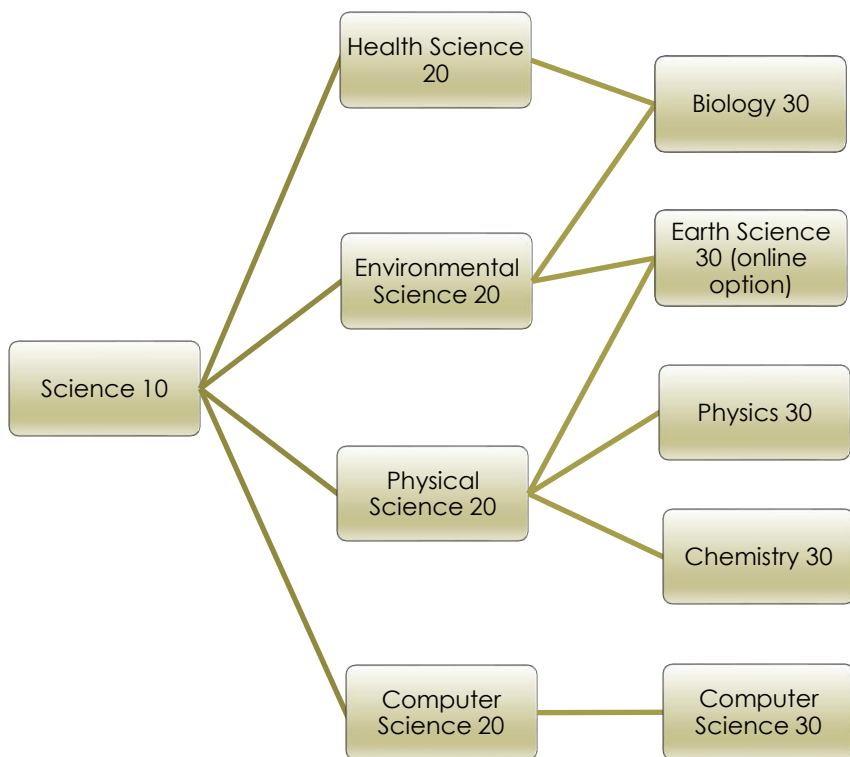 Health Science
20
Biology 30
Earth Science
30 (online
option)
Environmental
Science 20
Science 10
Physics 30
Physical
Science 20
Chemistry 30
Computer
Science 20
Computer
Science 30